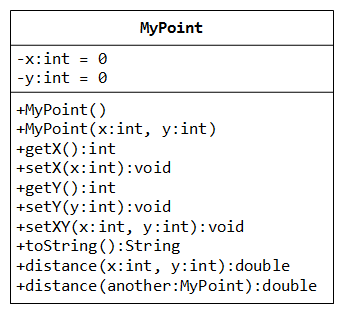 MyPoint
-x:int = 0
-y:int = 0
+MyPoint()
+MyPoint(x:int, y:int)
+getX():int
+setX(x:int):void
+getY():int
+setY(y:int):void
+setXY(x:int, y:int):void
+toString():String
+distance(x:int, y:int):double
+distance(another:MyPoint):double